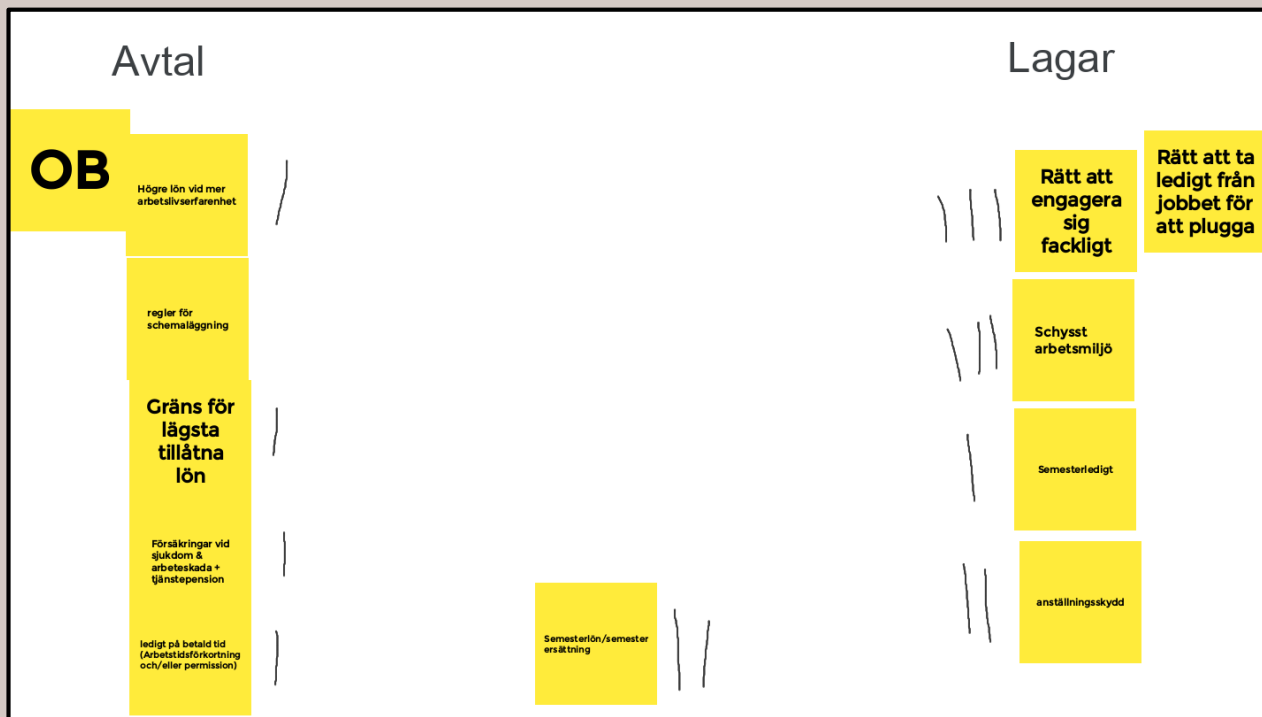 Avtal
Lagar
OB
Högre lön vid mer
arbetslivserfarenhet
regler för
schemaläggning
Gräns för
lägsta
tillåtna
lön
Försäkringar vid
sjukdom &
arbeteskada +
tjänstepension
ledigt på betald tid
(Arbetstidsförkortning
och/eller permission)
Semesterlön/semester
ersättning
Rätt att
engagera
sig
fackligt
Rätt att ta
ledigt från
jobbet för
att plugga
Schysst
arbetsmiljö
Semesterledigt
anställningsskydd